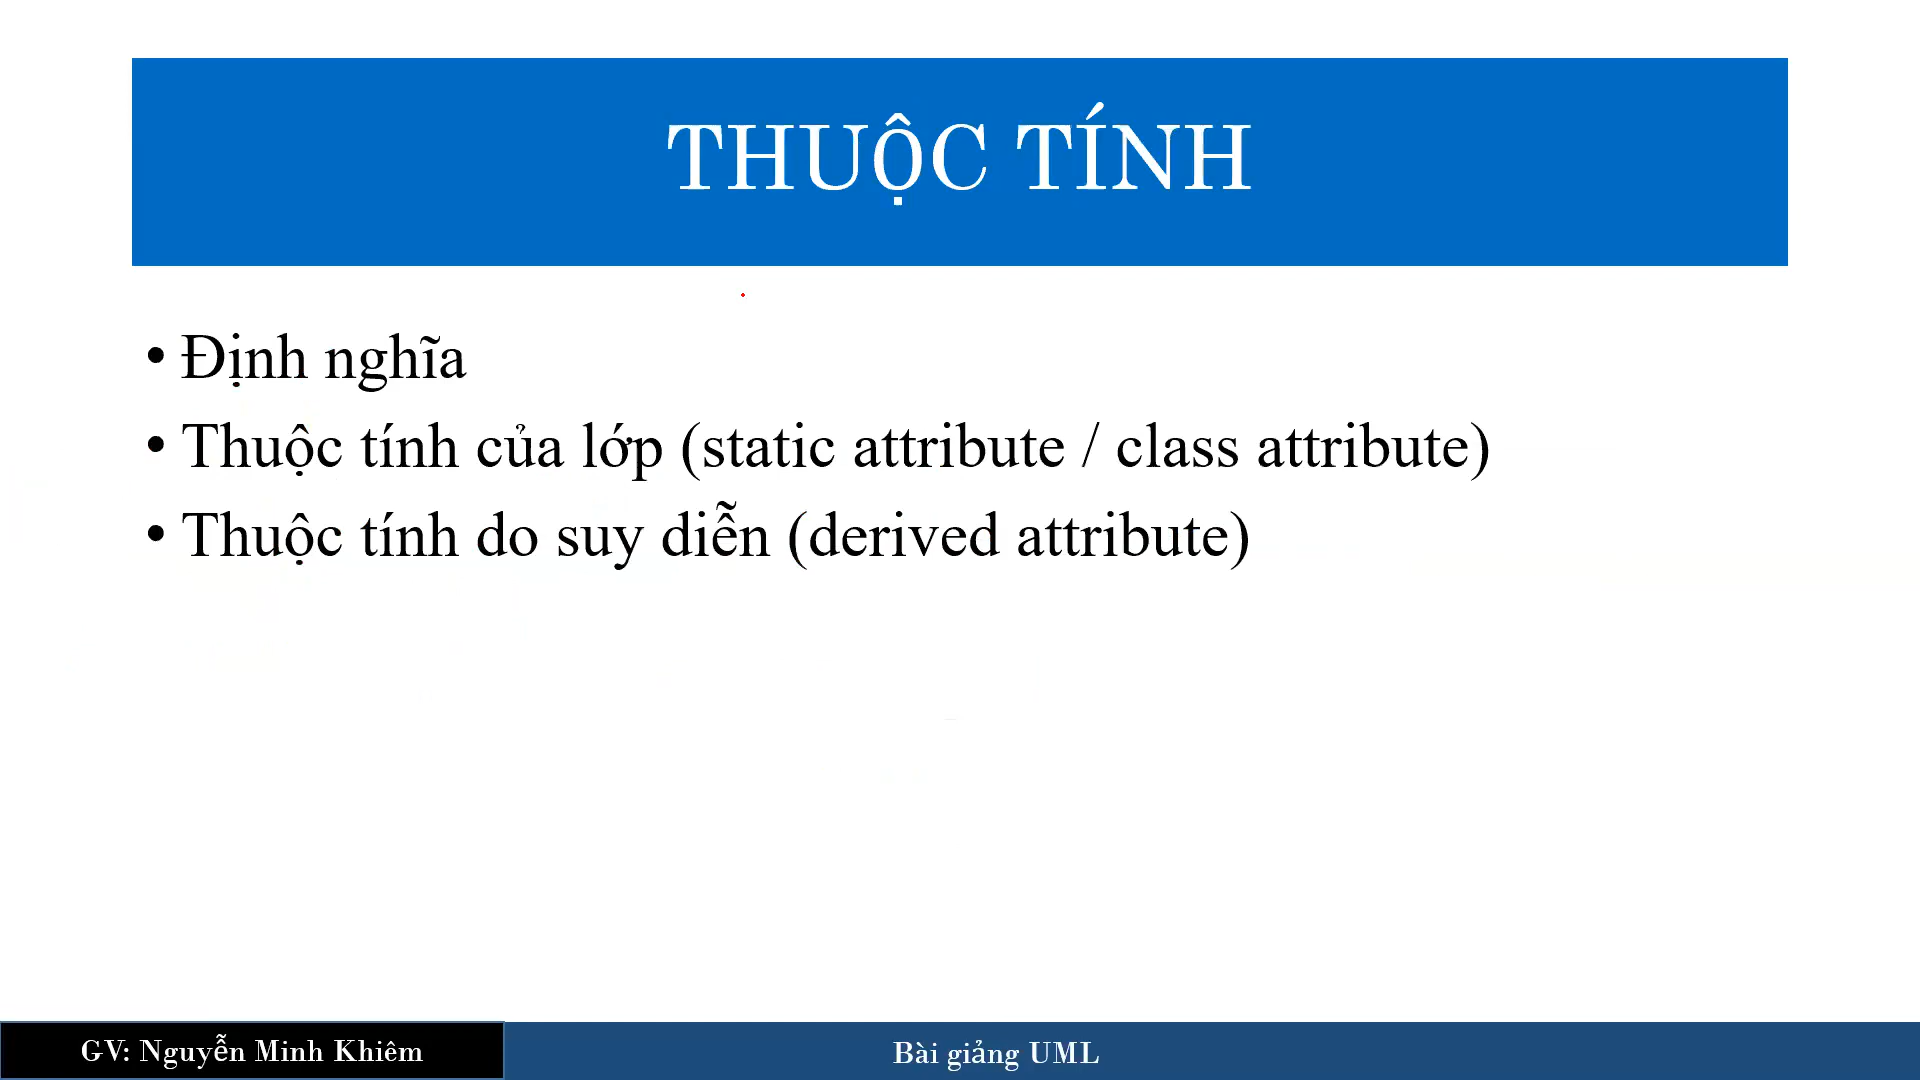 THUỘC TÍNH
• Định nghĩa
• Thuộc tính của lớp (static attribute / class attribute)
• Thuộc tính do suy diễn (derived attribute)
GV: Nguyễn Minh Khiêm
Bài giảng UML